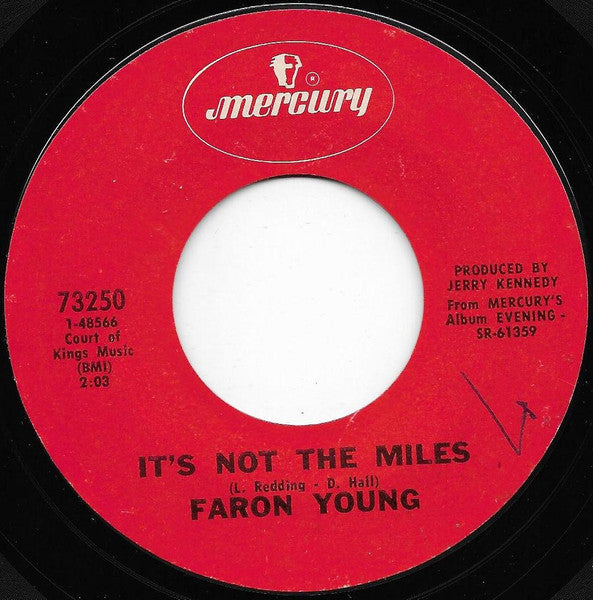 mercury
®
73250
1-48566
Court of
Kings Music
(BMI)
2:03
PRODUCED BY
JERRY KENNEDY
From MERCURY'S
Album EVENING -
SR-61359
IT'S NOT THE MILES
(L. Redding - D. Hall)
FARON YOUNG